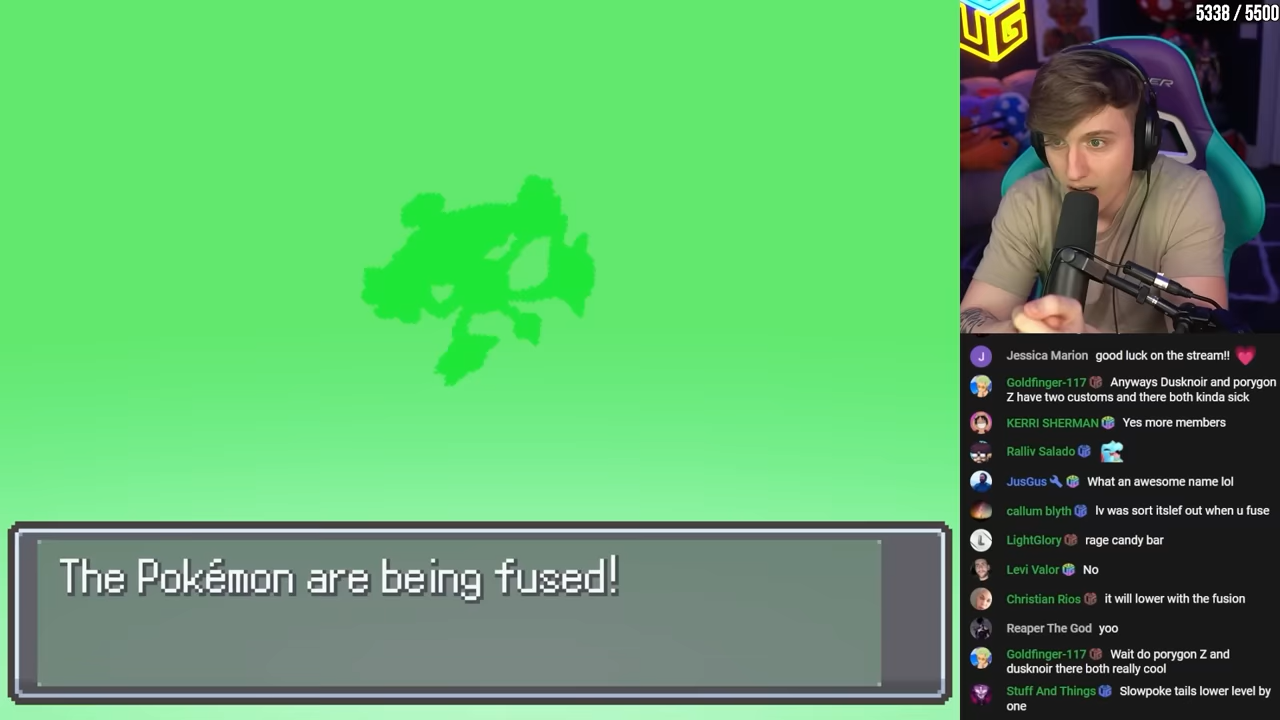 5338 / 5500
UG
ER
The Pokémon are being fused!
Jessica Marion good luck on the stream!!
Goldfinger-117 Anyways Dusknoir and porygon
Z have two customs and there both kinda sick
KERRI SHERMAN Yes more members
Ralliv Salado
JusGus What an awesome name lol
callum blyth lv was sort itslef out when u fuse
LightGlory rage candy bar
Levi Valor No
Christian Rios it will lower with the fusion
Reaper The God yoo
Goldfinger-117 Wait do porygon Z and
dusknoir there both really cool
Stuff And Things Slowpoke tails lower level by
one